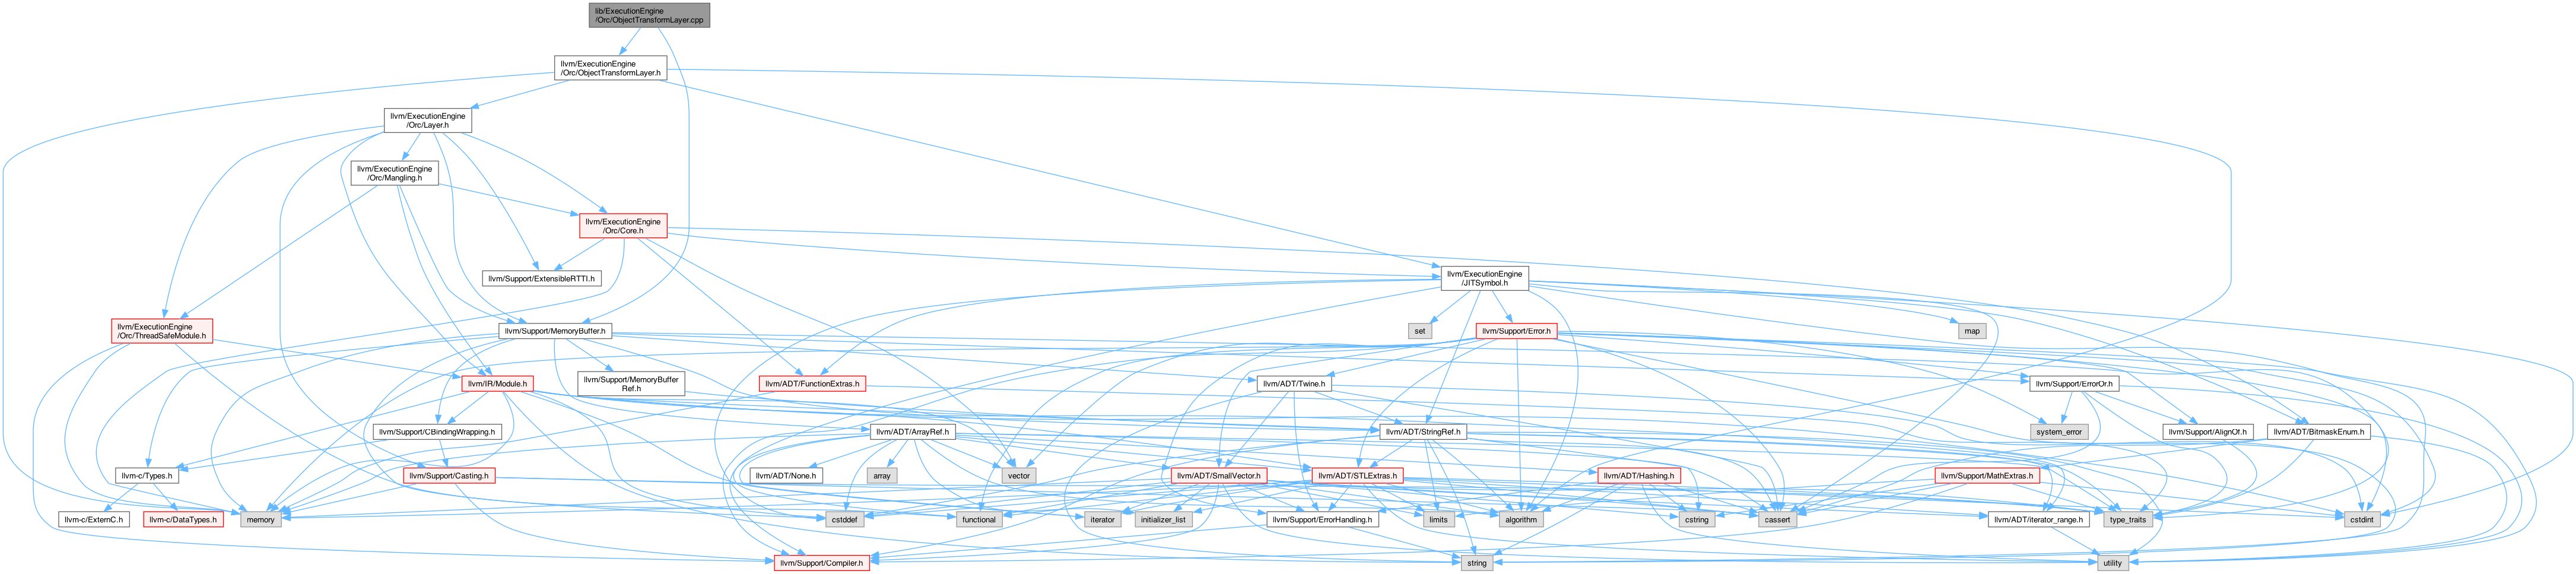 lib/ExecutionEngine
/Orc/ObjectTransformLayer.cpp
llvm/ExecutionEngine
/Orc/ObjectTransformLayer.h
llvm/ExecutionEngine
/Orc/Layer.h
llvm/ExecutionEngine
/Orc/Mangling.h
llvm/ExecutionEngine
/Orc/Core.h
llvm/Support/ExtensibleRTTI.h
llvm/ExecutionEngine
/JITSymbol.h
llvm/ExecutionEngine
/Orc/ThreadSafeModule.h
llvm/Support/MemoryBuffer.h
set
llvm/Support/Error.h
map
llvm/IR/Module.h
llvm/Support/MemoryBuffer
Ref.h
llvm/ADT/FunctionExtras.h
llvm/ADT/Twine.h
llvm/Support/ErrorOr.h
llvm/Support/CBindingWrapping.h
llvm/ADT/ArrayRef.h
llvm/ADT/StringRef.h
system_error
llvm/Support/AlignOf.h
llvm/ADT/BitmaskEnum.h
llvm-c/Types.h
llvm/Support/Casting.h
llvm/ADT/None.h
array
vector
llvm/ADT/SmallVector.h
llvm/ADT/STLExtras.h
llvm/ADT/Hashing.h
llvm/Support/MathExtras.h
llvm-c/ExternC.h
llvm-c/DataTypes.h
memory
cstddef
functional
iterator
initializer_list
llvm/Support/ErrorHandling.h
limits
algorithm
cstring
cassert
llvm/ADT/iterator_range.h
type_traits
cstdint
llvm/Support/Compiler.h
string
utility